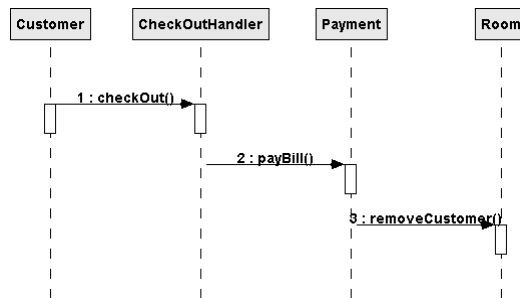 Customer
CheckOutHandler
Payment
Room
1 : checkOut()
2 : payBill()
3 : removeCustomer()